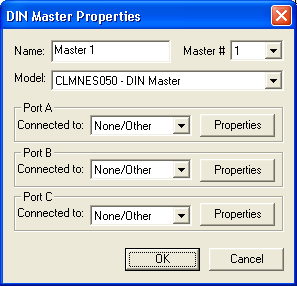 DIN Master Properties
Name: Master 1 Master # 1
Model: CLMNES050 - DIN Master
Port A
Connected to: None/Other Properties
Port B
Connected to: None/Other Properties
Port C
Connected to: None/Other Properties
OK Cancel